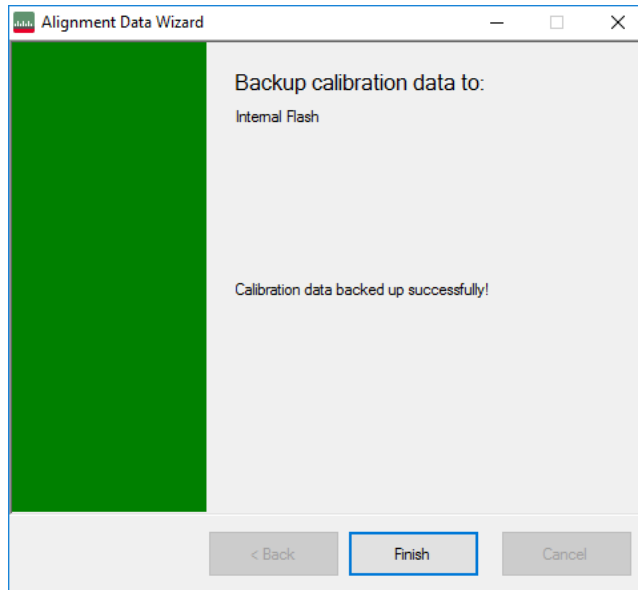 Alignment Data Wizard
Backup calibration data to:
Internal Flash
Calibration data backed up successfully!
< Back
Finish
Cancel